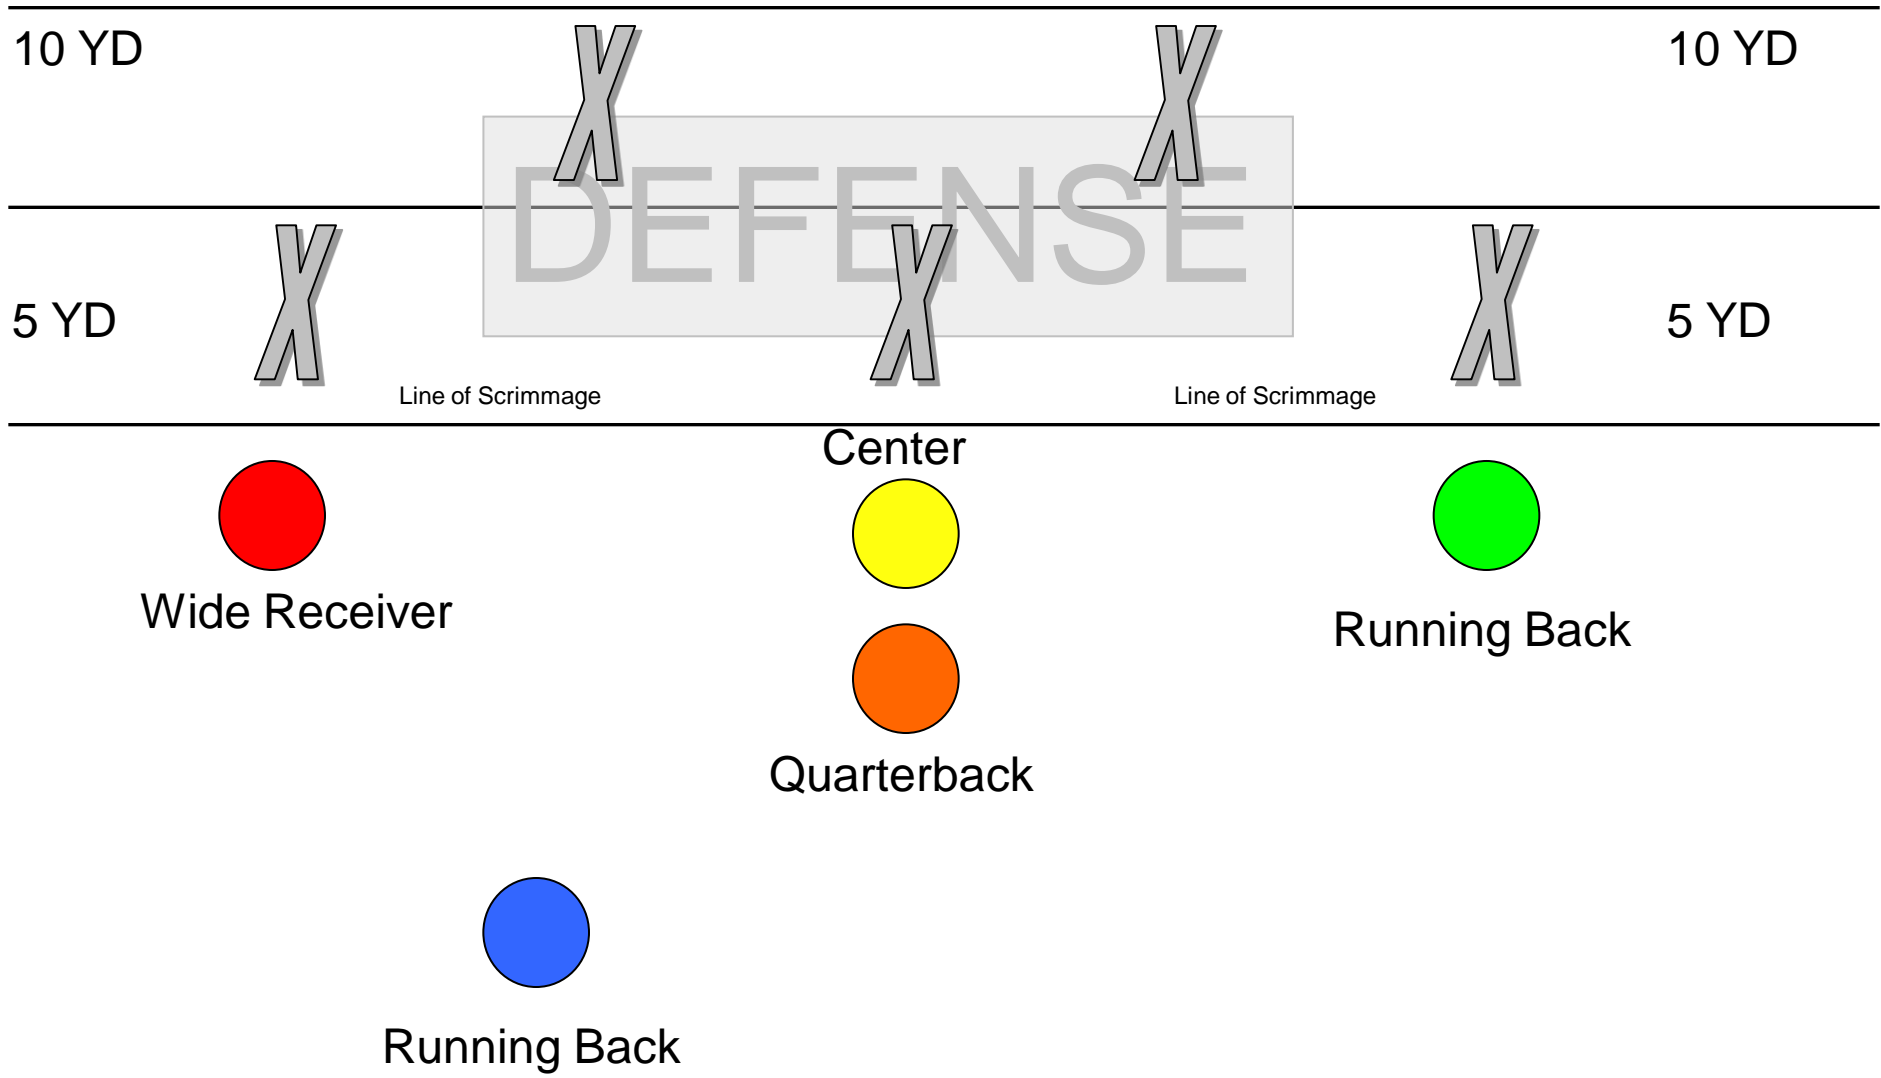 10 YD
10 YD
DEFENSE
5 YD
5 YD
Line of Scrimmage
Line of Scrimmage
Center
Wide Receiver
Running Back
Quarterback
Running Back